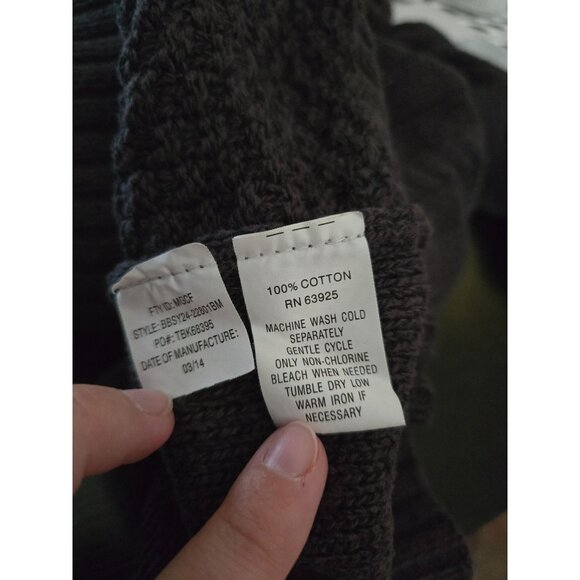 FTY ID: MGCF
STYLE: BBSY24-22801BM
PO#: TBK68395
DATE OF MANUFACTURE:
03/14
100% COTTON
RN 63925
MACHINE WASH COLD
SEPARATELY
GENTLE CYCLE
ONLY NON-CHLORINE
BLEACH WHEN NEEDED
TUMBLE DRY LOW
WARM IRON IF
NECESSARY